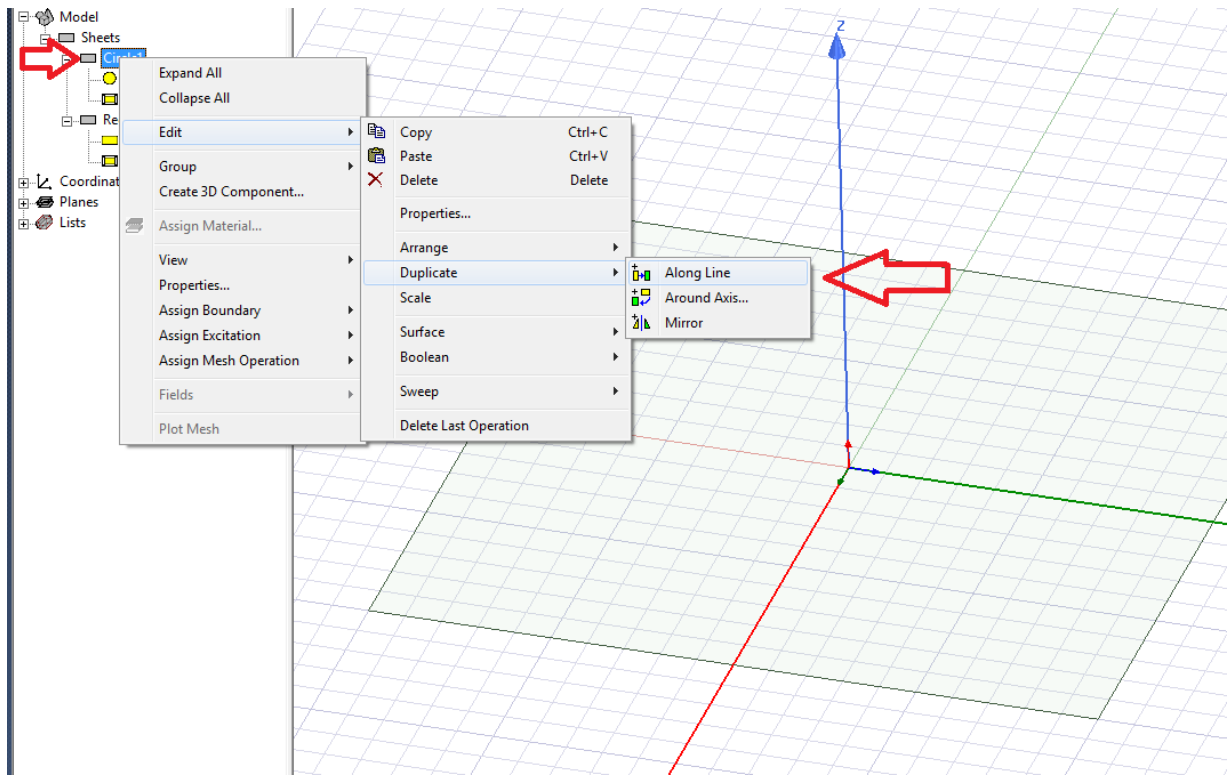 Model
Sheets
Circle1
Re
Coordinat
Planes
Lists
Expand All
Collapse All
Edit
Group
Create 3D Component...
Assign Material...
View
Properties...
Assign Boundary
Assign Excitation
Assign Mesh Operation
Fields
Plot Mesh
Copy Ctrl+C
Paste Ctrl+V
Delete Delete
Properties...
Arrange
Duplicate
Scale
Surface
Boolean
Sweep
Delete Last Operation
Along Line
Around Axis...
Mirror
Z